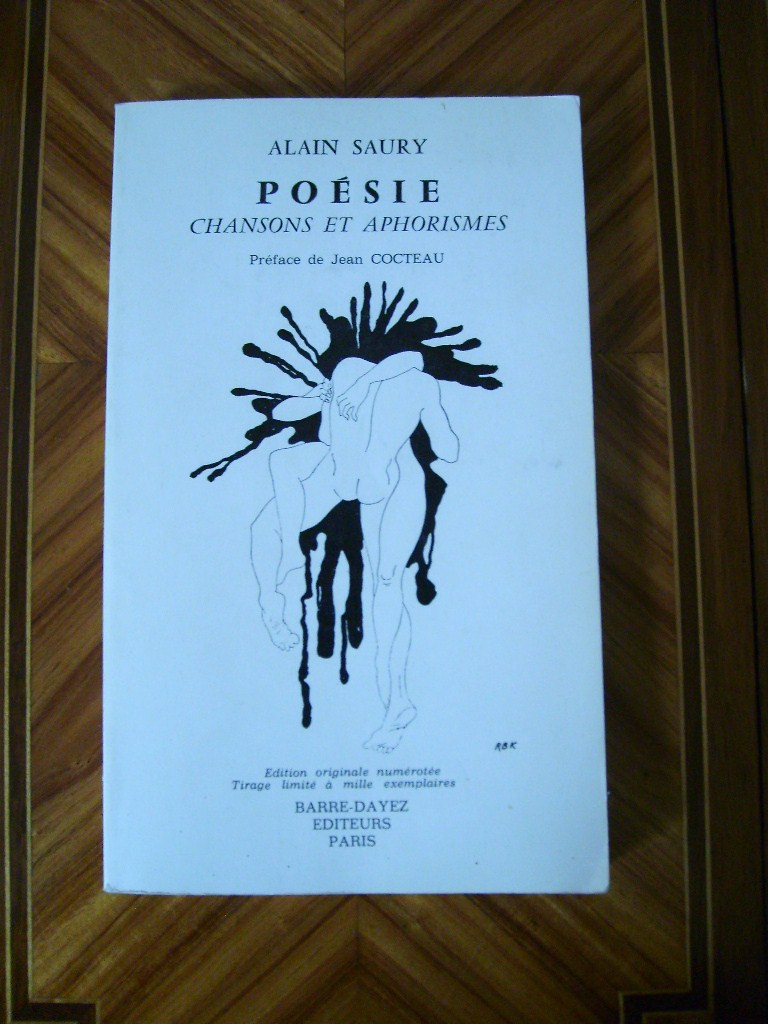 ALAIN SAURY
POÉSIE
CHANSONS ET APHORISMES
Préface de Jean COCTEAU
RBK
Edition originale numérotée
Tirage limité à mille exemplaires
BARRE-DAYEZ
EDITEURS
PARIS